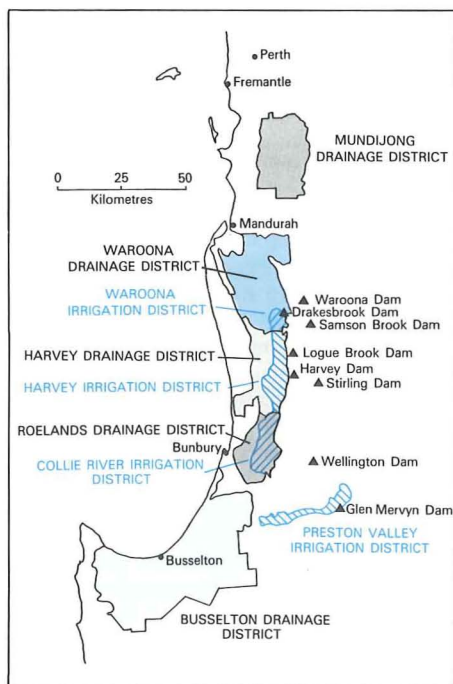 Perth
Fremantle
MUNDIJONG
DRAINAGE DISTRICT
0 25 50
Kilometres
Mandurah
WAROONA
DRAINAGE DISTRICT
WAROONA
IRRIGATION DISTRICT
Waroona Dam
Drakesbrook Dam
Samson Brook Dam
HARVEY DRAINAGE DISTRICT
Logue Brook Dam
HARVEY IRRIGATION DISTRICT
Harvey Dam
Stirling Dam
ROELANDS DRAINAGE DISTRICT
Bunbury
COLLIE RIVER IRRIGATION
DISTRICT
Wellington Dam
Glen Mervyn Dam
PRESTON VALLEY
IRRIGATION DISTRICT
Busselton
BUSSELTON DRAINAGE
DISTRICT